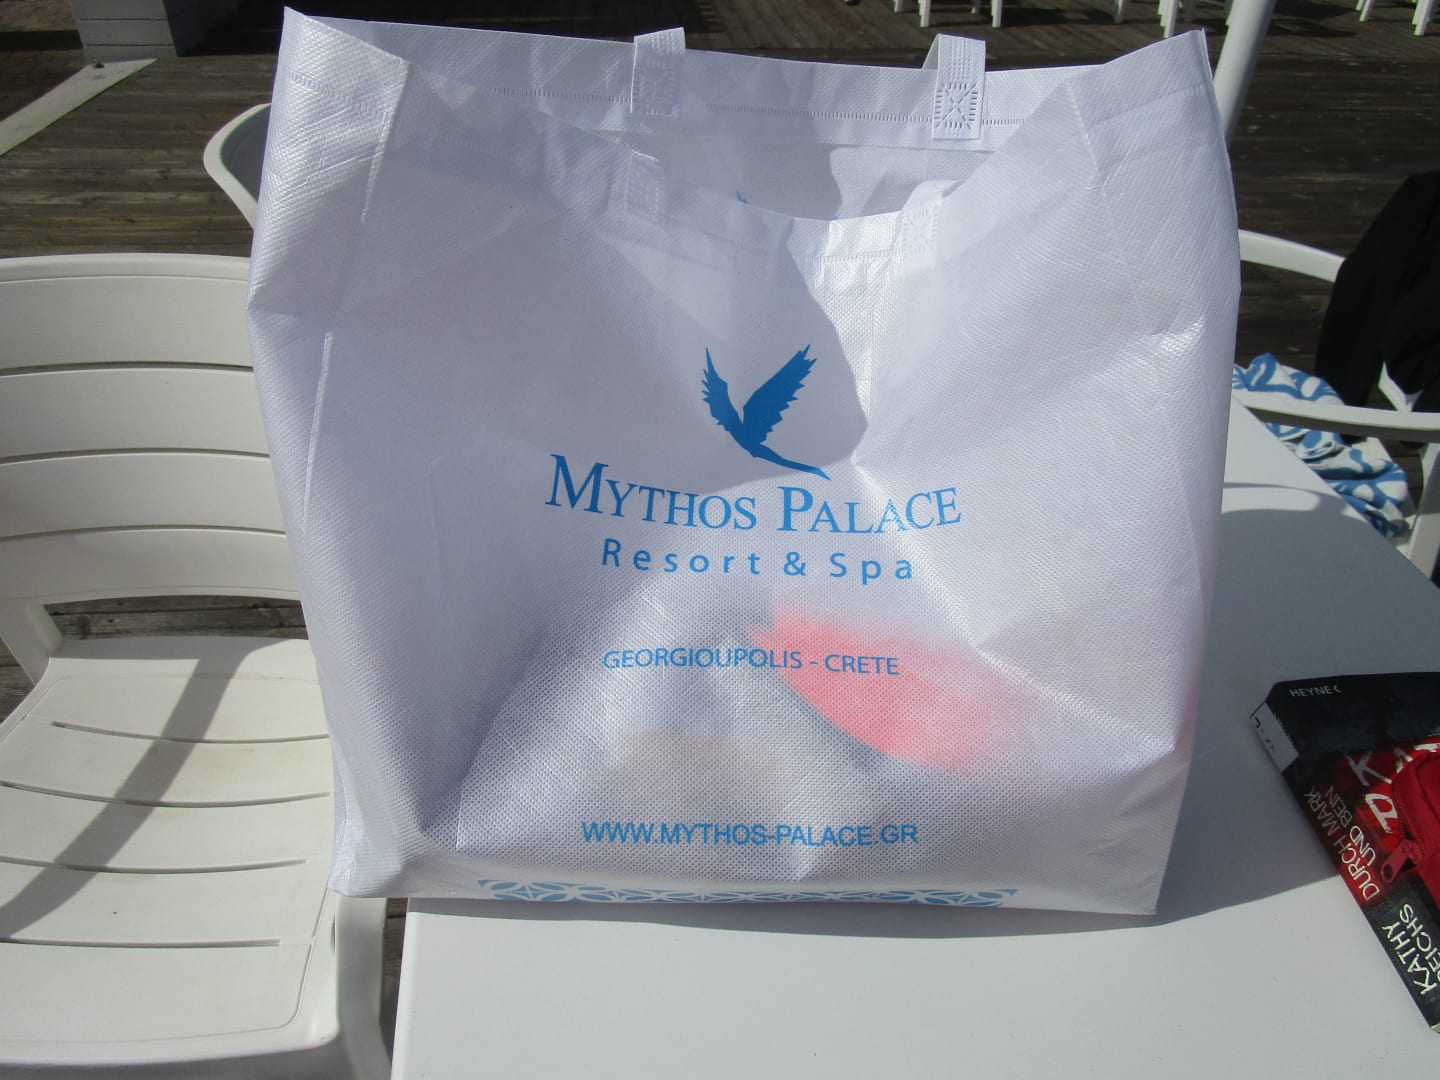 MYTHOS PALACE
Resort & Spa
GEORGIOUPOLIS - CRETE
WWW.MYTHOS-PALACE.GR
HEYNE<
DURCH MARK
UND BEIN
KATHY
REICHS